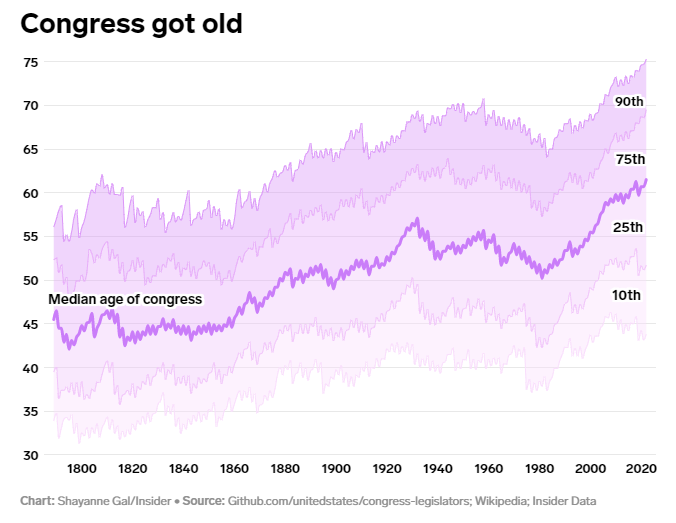 Congress got old
75
70
65
60
55
50
45
40
35
30
90th
75th
25th
10th
Median age of congress
1800 1820 1840 1860 1880 1900 1920 1940 1960 1980 2000 2020
Chart: Shayanne Gal/Insider • Source: Github.com/unitedstates/congress-legislators; Wikipedia; Insider Data